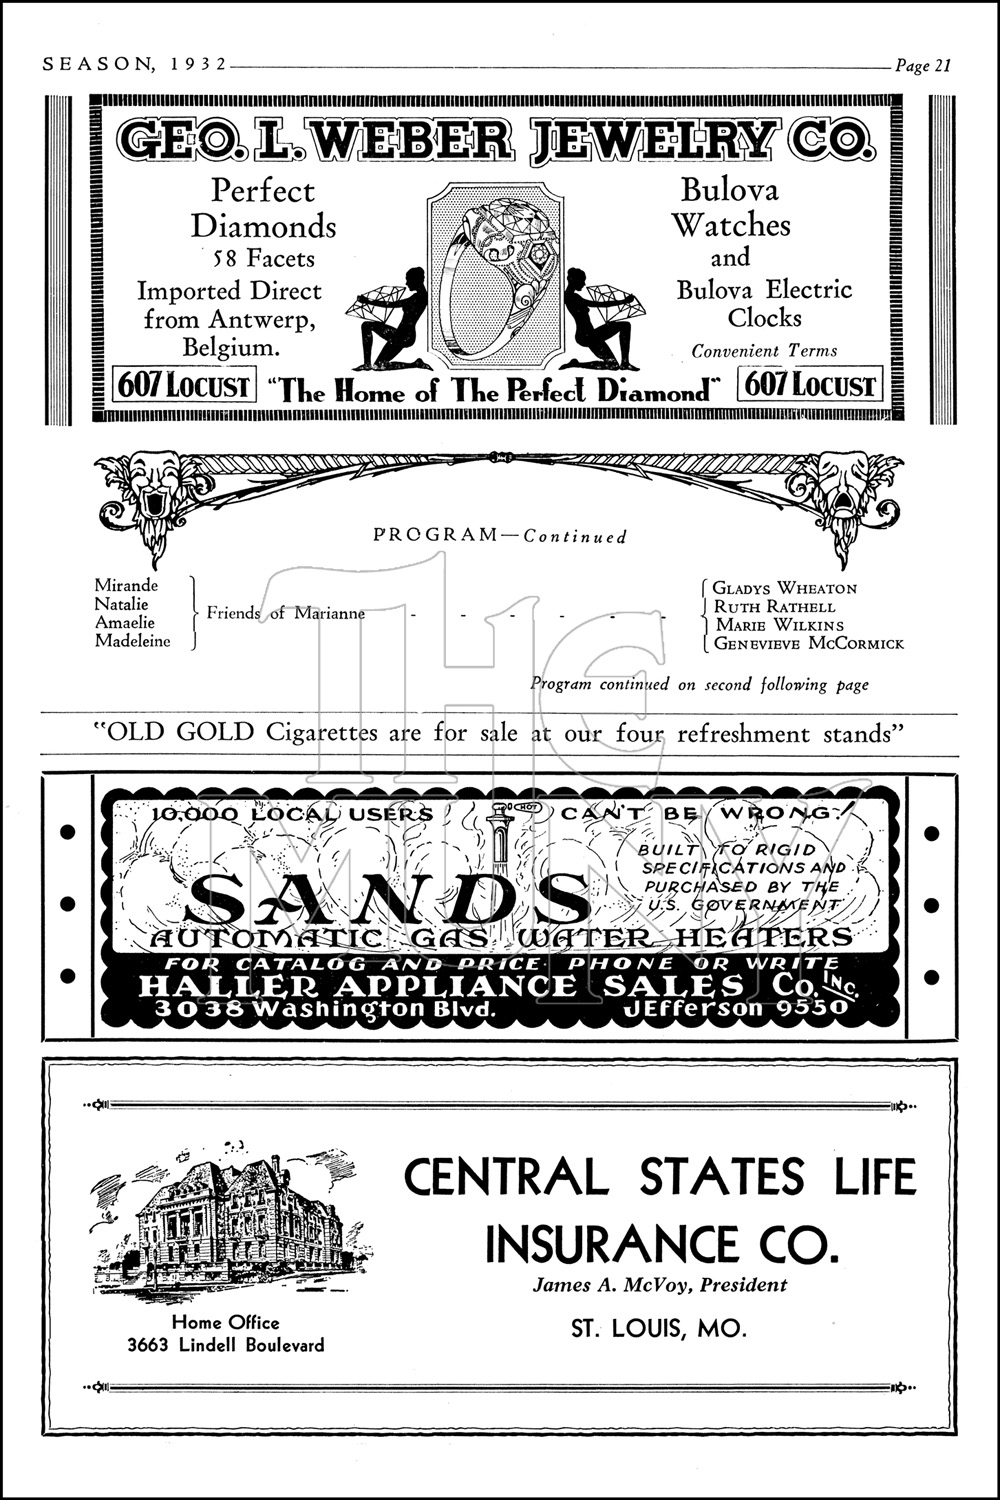 SEASON, 1932
Page 21
GEO. L. WEBER JEWELRY CO.
Perfect
Diamonds
58 Facets
Imported Direct
from Antwerp,
Belgium.
Bulova
Watches
and
Bulova Electric
Clocks
Convenient Terms
607 LOCUST
"The Home of The Perfect Diamond"
607 LOCUST
PROGRAM—Continued
Mirande
Natalie
Amaelie
Madeleine
Friends of Marianne - - - - - -
GLADYS WHEATON
RUTH RATHELL
MARIE WILKINS
GENEVIEVE MCCORMICK
Program continued on second following page
"OLD GOLD Cigarettes are for sale at our four refreshment stands"
10,000 LOCAL USERS HOT CAN'T BE WRONG!
BUILT TO RIGID
SPECIFICATIONS AND
PURCHASED BY THE
U.S. GOVERNMENT
SANDS
AUTOMATIC GAS WATER HEATERS
FOR CATALOG AND PRICE PHONE OR WRITE
HALLER APPLIANCE SALES CO. INC.
3038 Washington Blvd. JEfferson 9550
CENTRAL STATES LIFE
INSURANCE CO.
James A. McVoy, President
ST. LOUIS, MO.
Home Office
3663 Lindell Boulevard
THE
MUNY